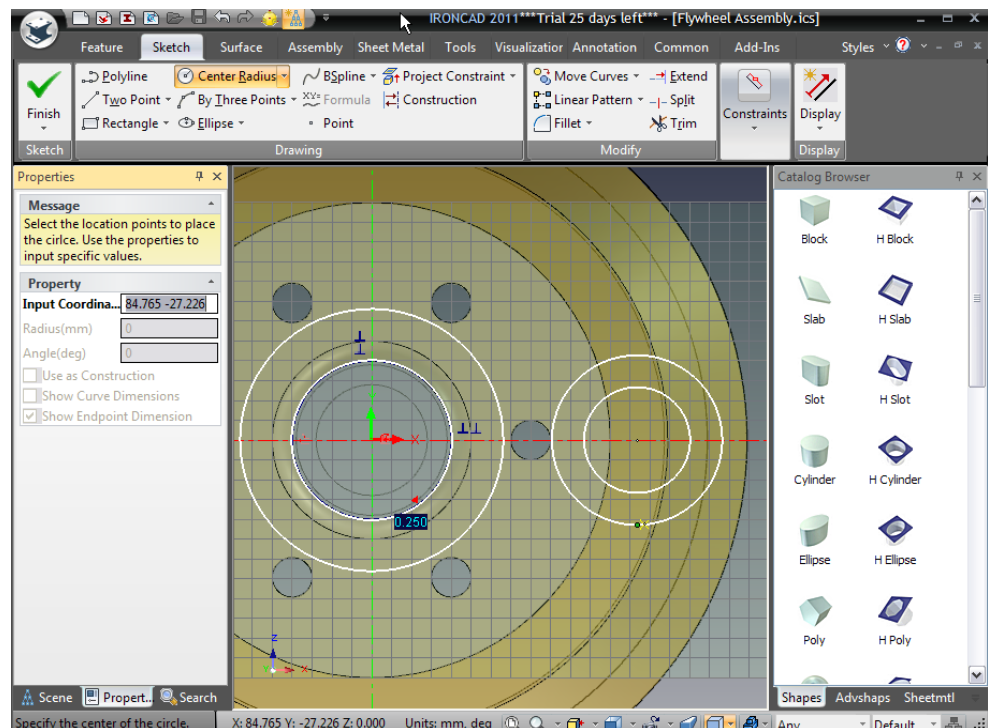 IRONCAD 2011***Trial 25 days left*** - [Flywheel Assembly.ics]
Feature Sketch Surface Assembly Sheet Metal Tools Visualizatior Annotation Common Add-Ins Styles
Polyline Center Radius BSpline Project Constraint Move Curves Extend
Finish Two Point By Three Points XY= Formula Construction Linear Pattern Split Constraints Display
Rectangle Ellipse Point Fillet Trim
Sketch Drawing Modify Display
Properties
Message
Select the location points to place
the cirlce. Use the properties to
input specific values.
Property
Input Coordina... 84.765 -27.226
Radius(mm) 0
Angle(deg) 0
Use as Construction
Show Curve Dimensions
Show Endpoint Dimension
X
0.250
Z
X
Catalog Browser
Block H Block
Slab H Slab
Slot H Slot
Cylinder H Cylinder
Ellipse H Ellipse
Poly H Poly
Scene Propert... Search
Shapes Advshaps Sheetmtl
Specify the center of the circle. X: 84.765 Y: -27.226 Z: 0.000 Units: mm, deg Any Default